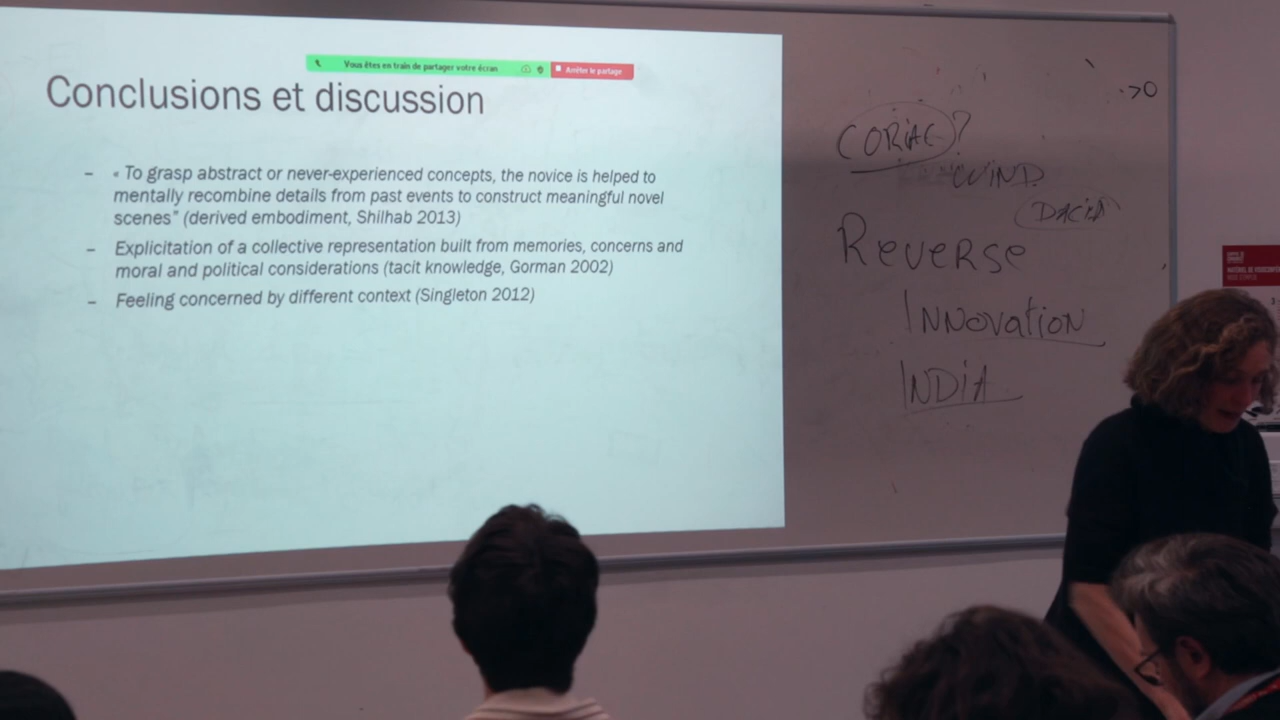 Vous êtes en train de partager votre écran
Arrêter le partage
Conclusions et discussion
– « To grasp abstract or never-experienced concepts, the novice is helped to
mentally recombine details from past events to construct meaningful novel
scenes” (derived embodiment, Shilhab 2013)
– Explicitation of a collective representation built from memories, concerns and
moral and political considerations (tacit knowledge, Gorman 2002)
– Feeling concerned by different context (Singleton 2012)
->0
WIND
DACIA
Reverse
INNOVATION
INDIA